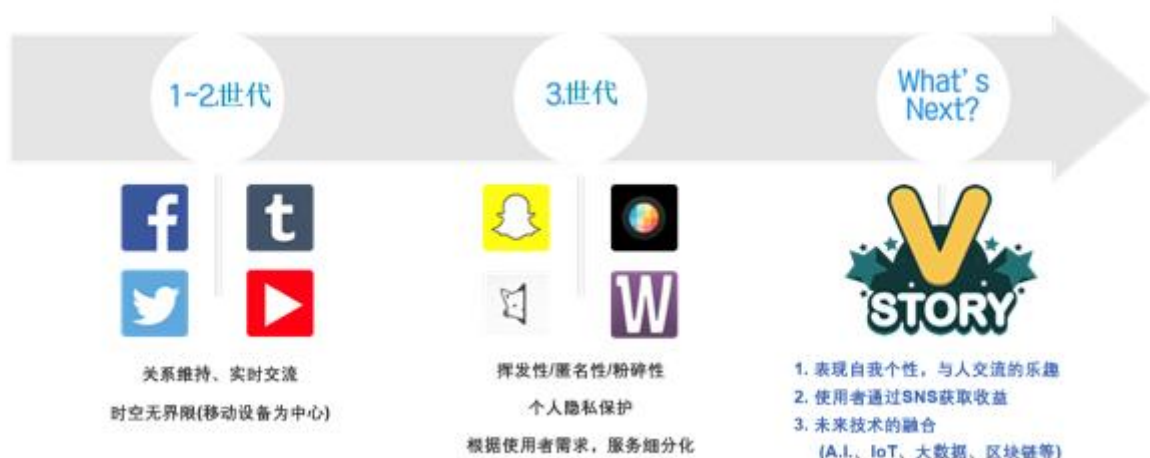 1~2.世代
3.世代
What's
Next?
f
t
W
V
STORY
关系维持、实时交流
时空无界限(移动设备为中心)
挥发性/匿名性/粉碎性
个人隐私保护
根据使用者需求，服务细分化
1. 表现自我个性，与人交流的乐趣
2. 使用者通过SNS获取收益
3. 未来技术的融合
(A.I.、IoT、大数据、区块链等)